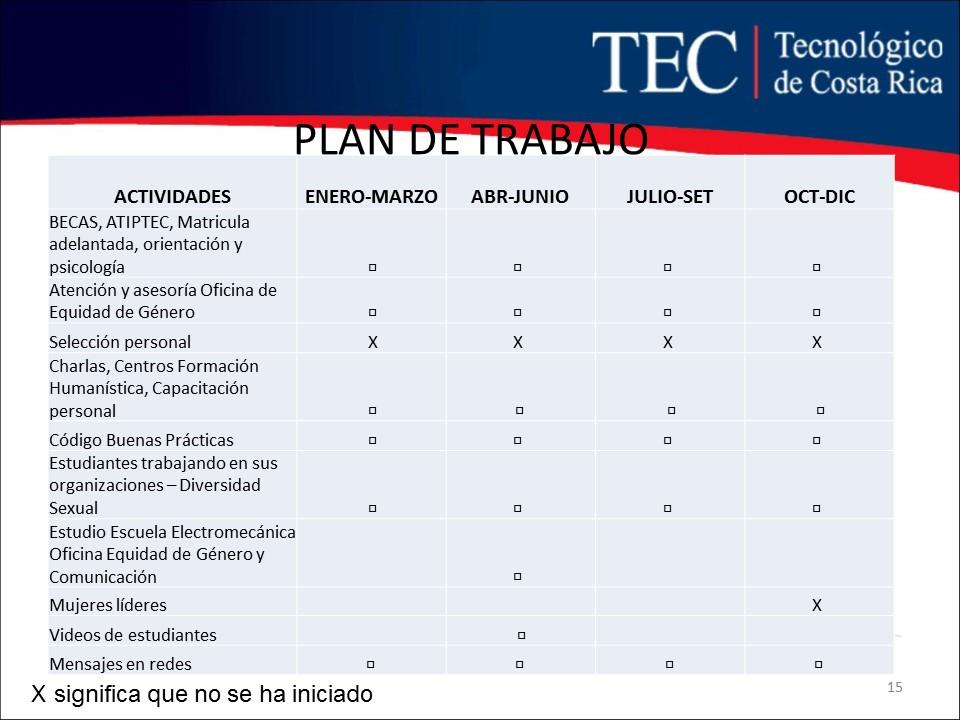 TEC
Tecnológico
de Costa Rica
PLAN DE TRABAJO
ACTIVIDADES ENERO-MARZO ABR-JUNIO JULIO-SET OCT-DIC
BECAS, ATIPTEC, Matricula
adelantada, orientación y
psicología ¤ ¤ ¤ ¤
Atención y asesoría Oficina de
Equidad de Género ¤ ¤ ¤ ¤
Selección personal X X X X
Charlas, Centros Formación
Humanística, Capacitación
personal ¤ ¤ ¤ ¤
Código Buenas Prácticas ¤ ¤ ¤ ¤
Estudiantes trabajando en sus
organizaciones – Diversidad
Sexual ¤ ¤ ¤ ¤
Estudio Escuela Electromecánica
Oficina Equidad de Género y
Comunicación ¤
Mujeres líderes X
Videos de estudiantes ¤
Mensajes en redes ¤ ¤ ¤ ¤
X significa que no se ha iniciado
15